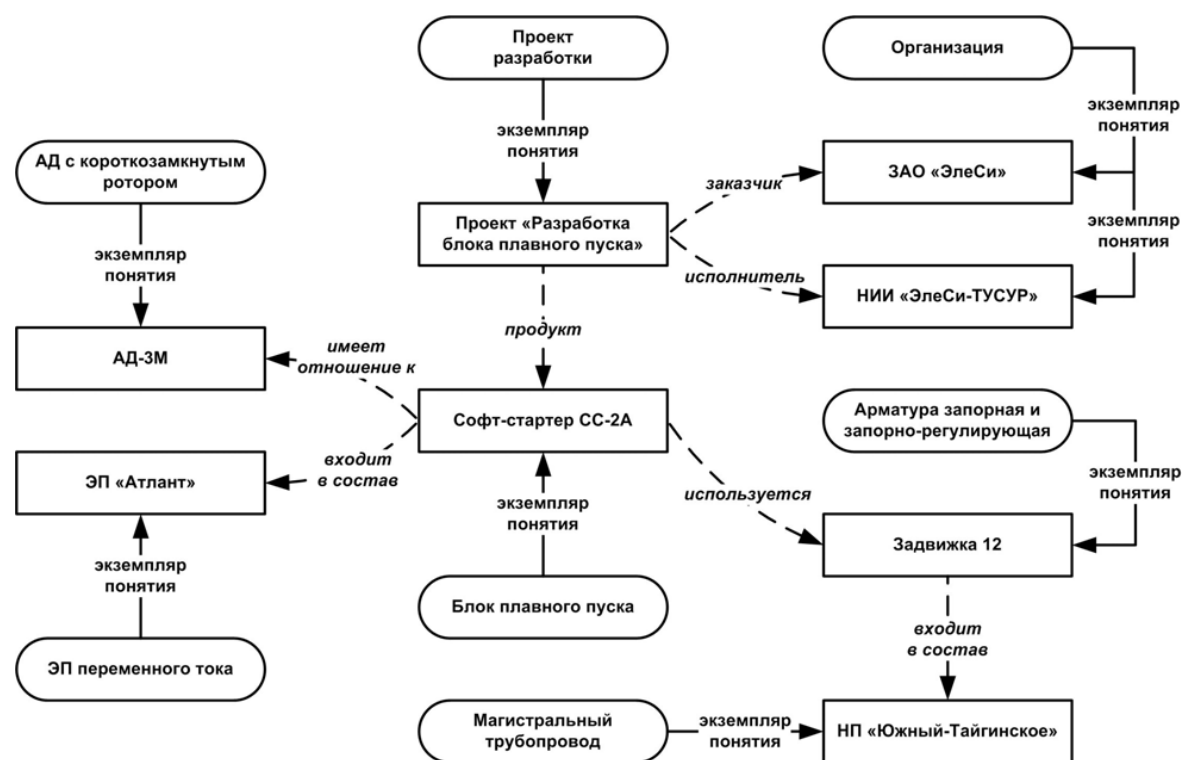 Проект
разработки
Организация
экземпляр
понятия
экземпляр
понятия
АД с короткозамкнутым
ротором
ЗАО «ЭлеСи»
заказчик
Проект «Разработка
блока плавного пуска»
экземпляр
понятия
экземпляр
понятия
исполнитель
НИИ «ЭлеСи-ТУСУР»
продукт
АД-3М
имеет
отношение к
Софт-стартер СС-2А
Арматура запорная и
запорно-регулирующая
ЭП «Атлант»
входит
в состав
экземпляр
понятия
используется
экземпляр
понятия
Задвижка 12
экземпляр
понятия
Блок плавного пуска
входит
в состав
ЭП переменного тока
Магистральный
трубопровод
экземпляр
понятия
НП «Южный-Тайгинское»